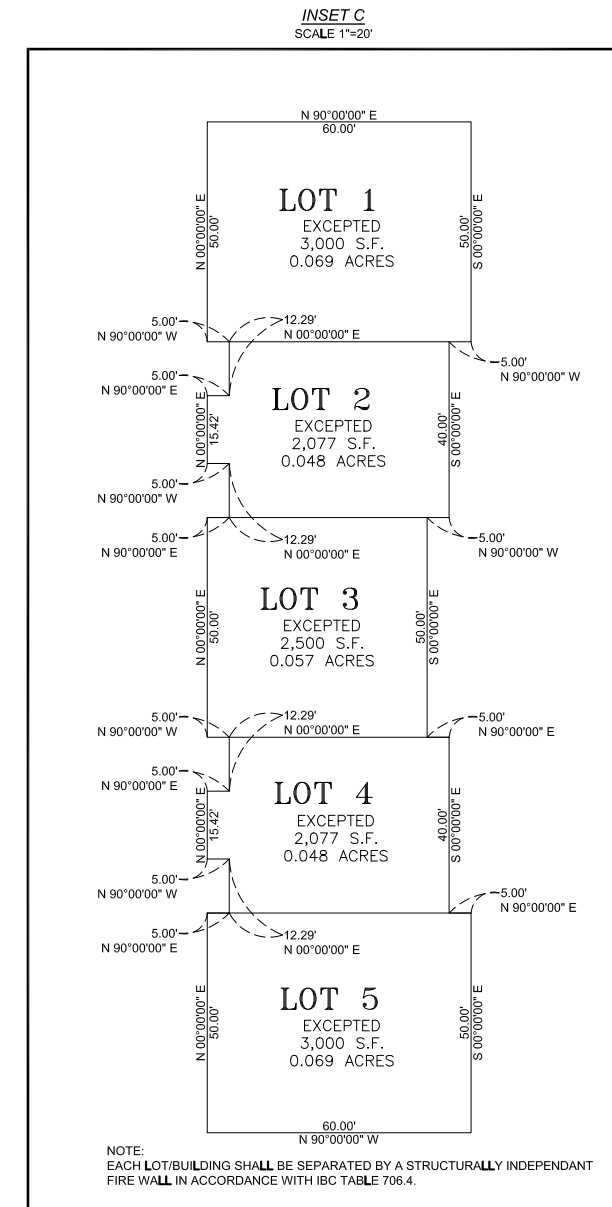 INSET C
SCALE 1"=20'
N 90°00'00" E
60.00'
LOT 1
EXCEPTED
3,000 S.F.
0.069 ACRES
N 00°00'00" E
50.00'
50.00'
S 00°00'00" E
5.00'
N 90°00'00" W
12.29'
N 00°00'00" E
5.00'
N 90°00'00" W
5.00'
N 90°00'00" E
LOT 2
EXCEPTED
2,077 S.F.
0.048 ACRES
N 00°00'00" E
15.42'
40.00'
S 00°00'00" E
5.00'
N 90°00'00" W
5.00'
N 90°00'00" E
12.29'
N 00°00'00" E
5.00'
N 90°00'00" W
LOT 3
EXCEPTED
2,500 S.F.
0.057 ACRES
N 00°00'00" E
50.00'
50.00'
S 00°00'00" E
5.00'
N 90°00'00" W
12.29'
N 00°00'00" E
5.00'
N 90°00'00" E
5.00'
N 90°00'00" E
LOT 4
EXCEPTED
2,077 S.F.
0.048 ACRES
N 00°00'00" E
15.42'
40.00'
S 00°00'00" E
5.00'
N 90°00'00" W
5.00'
N 90°00'00" E
5.00'
N 90°00'00" E
12.29'
N 00°00'00" E
LOT 5
EXCEPTED
3,000 S.F.
0.069 ACRES
N 00°00'00" E
50.00'
50.00'
S 00°00'00" E
60.00'
N 90°00'00" W
NOTE:
EACH LOT/BUILDING SHALL BE SEPARATED BY A STRUCTURALLY INDEPENDANT
FIRE WALL IN ACCORDANCE WITH IBC TABLE 706.4.